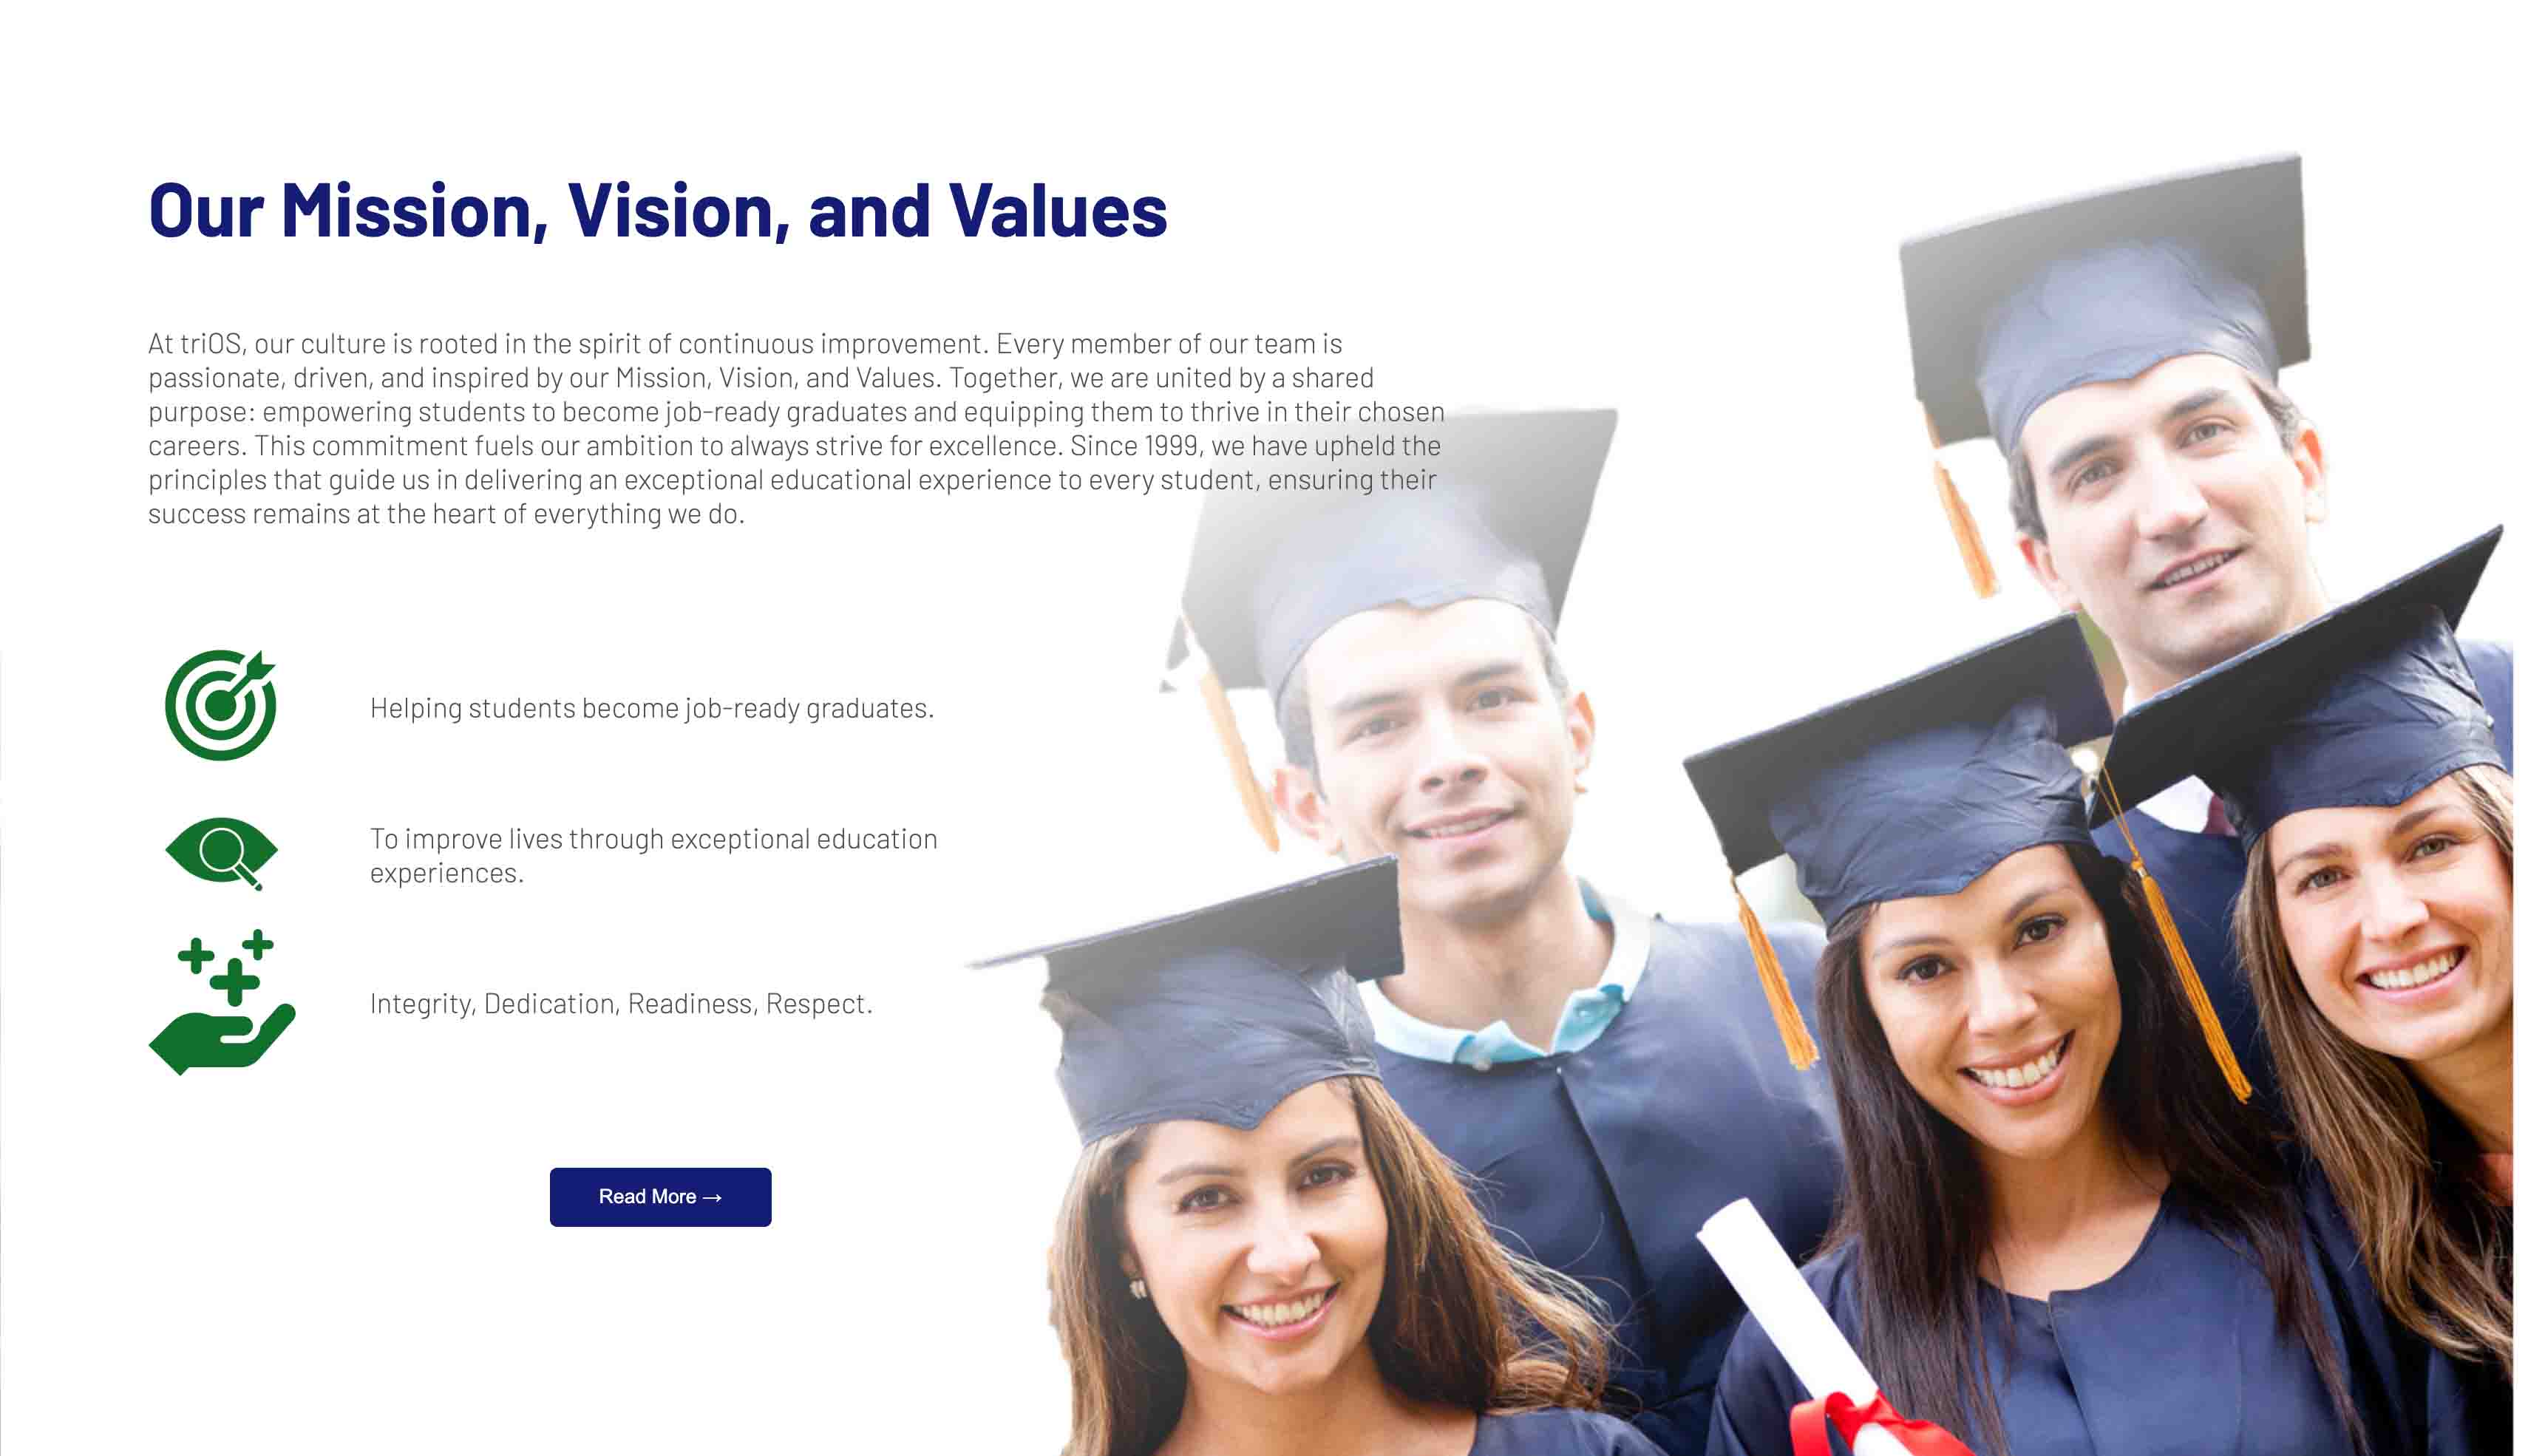 Our Mission, Vision, and Values
At triOS, our culture is rooted in the spirit of continuous improvement. Every member of our team is
passionate, driven, and inspired by our Mission, Vision, and Values. Together, we are united by a shared
purpose: empowering students to become job-ready graduates and equipping them to thrive in their chosen
careers. This commitment fuels our ambition to always strive for excellence. Since 1999, we have upheld the
principles that guide us in delivering an exceptional educational experience to every student, ensuring their
success remains at the heart of everything we do.
Helping students become job-ready graduates.
To improve lives through exceptional education
experiences.
Integrity, Dedication, Readiness, Respect.
Read More →